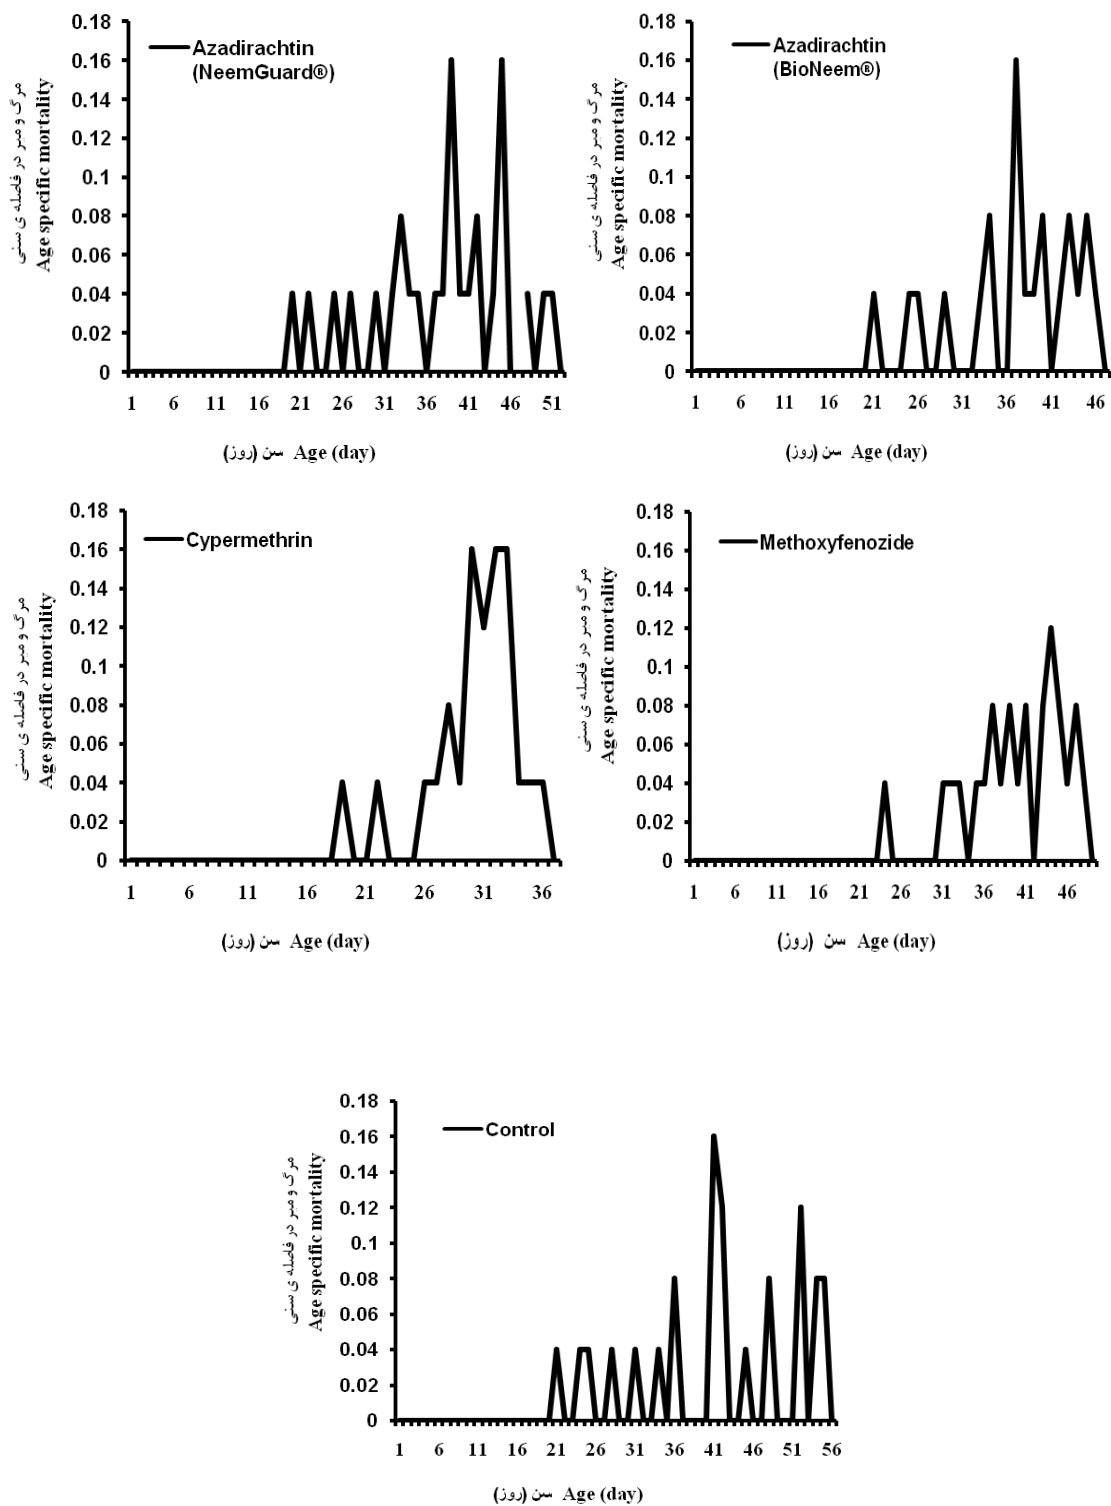 Azadirachtin
(NeemGuard®)
مرگ و میر در فاصله ی سنی
Age specific mortality
0.18
0.16
0.14
0.12
0.1
0.08
0.06
0.04
0.02
0
1 6 11 16 21 26 31 36 41 46 51
سن (روز) Age (day)
Azadirachtin
(BioNeem®)
مرگ و میر در فاصله ی سنی
Age specific mortality
0.18
0.16
0.14
0.12
0.1
0.08
0.06
0.04
0.02
0
1 6 11 16 21 26 31 36 41 46
سن (روز) Age (day)
Cypermethrin
مرگ و میر در فاصله ی سنی
Age specific mortality
0.18
0.16
0.14
0.12
0.1
0.08
0.06
0.04
0.02
0
1 6 11 16 21 26 31 36
سن (روز) Age (day)
Methoxyfenozide
مرگ و میر در فاصله ی سنی
Age specific mortality
0.18
0.16
0.14
0.12
0.1
0.08
0.06
0.04
0.02
0
1 6 11 16 21 26 31 36 41 46
سن (روز) Age (day)
Control
مرگ و میر در فاصله ی سنی
Age specific mortality
0.18
0.16
0.14
0.12
0.1
0.08
0.06
0.04
0.02
0
1 6 11 16 21 26 31 36 41 46 51 56
سن (روز) Age (day)